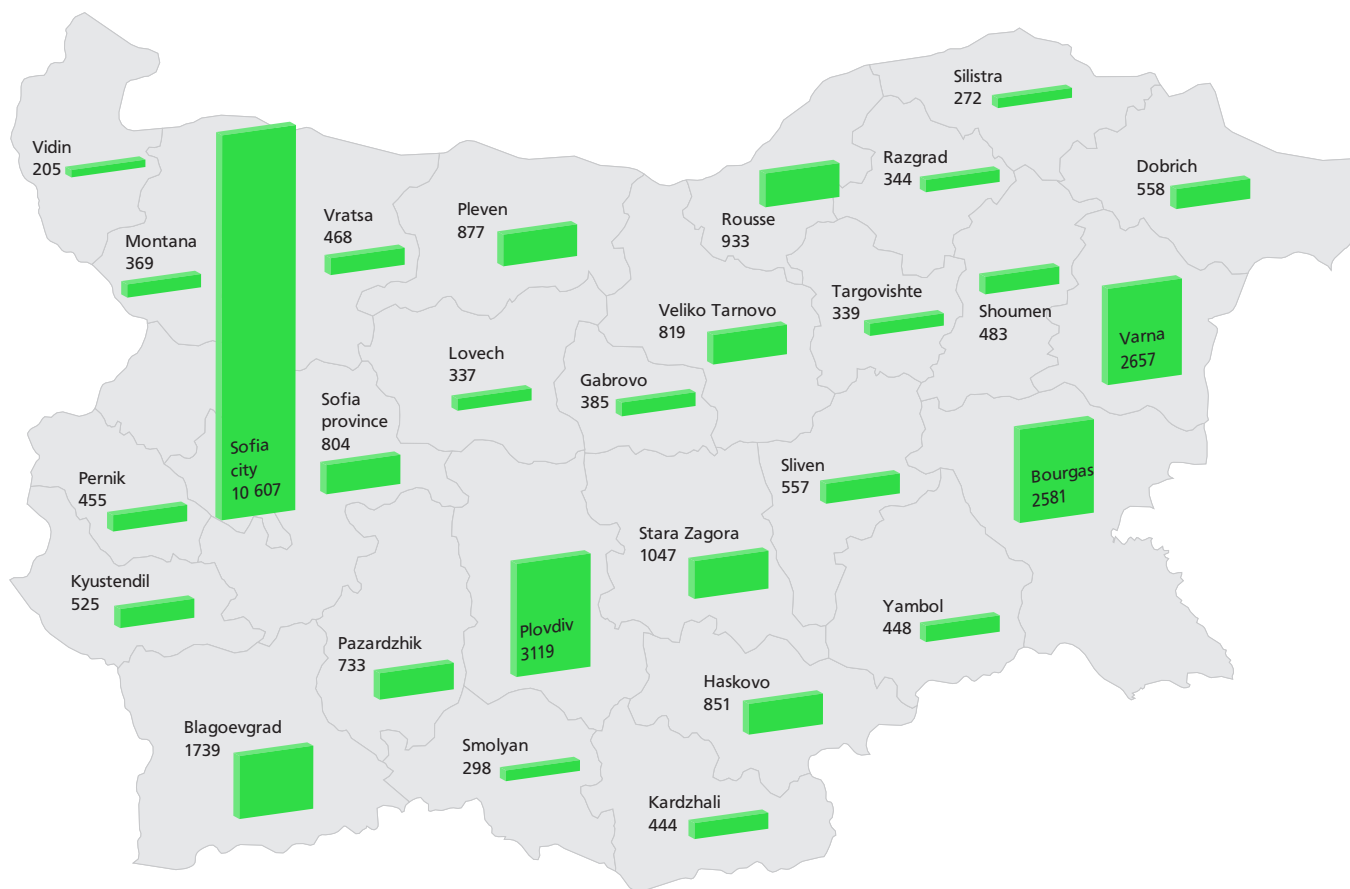 Silistra
272
Vidin
205
Razgrad
344
Dobrich
558
Vratsa
468
Pleven
877
Rousse
933
Montana
369
Targovishte
339
Shoumen
483
Veliko Tarnovo
819
Varna
2657
Lovech
337
Gabrovo
385
Sofia
province
804
Sofia
city
10 607
Pernik
455
Sliven
557
Bourgas
2581
Stara Zagora
1047
Kyustendil
525
Yambol
448
Plovdiv
3119
Pazardzhik
733
Haskovo
851
Blagoevgrad
1739
Smolyan
298
Kardzhali
444